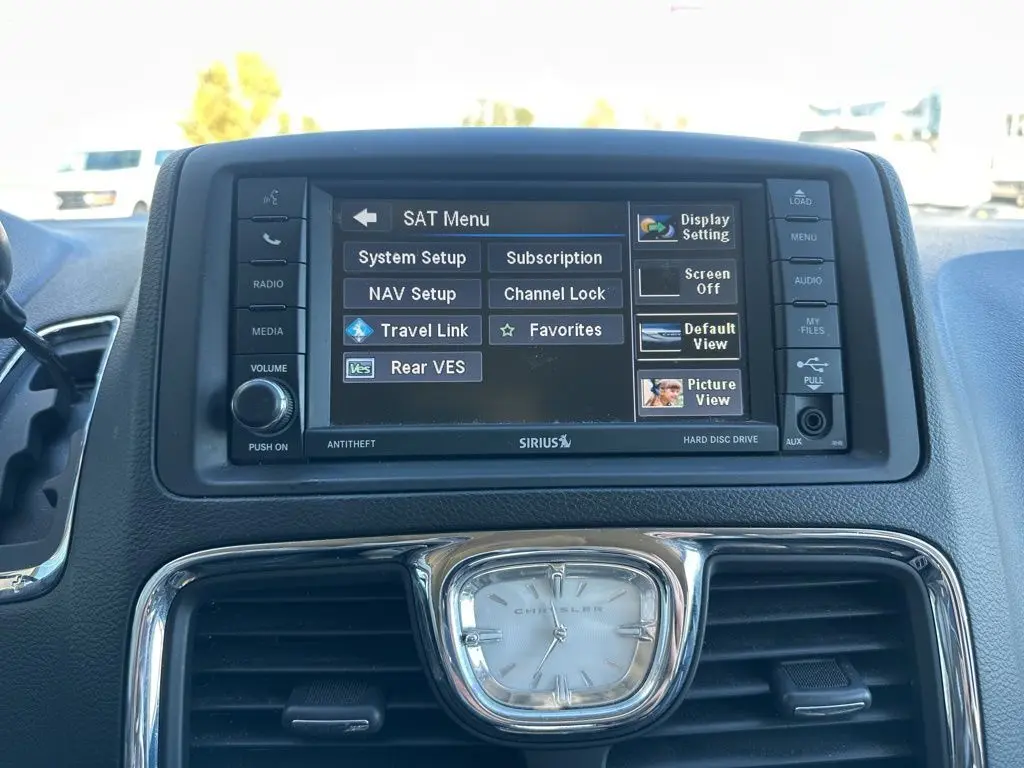 SAT Menu
System Setup
Subscription
NAV Setup
Channel Lock
Travel Link
Favorites
Ves
Rear VES
Display
Setting
Screen
Off
Default
View
Picture
View
RADIO
MEDIA
VOLUME
PUSH ON
LOAD
MENU
AUDIO
MY
FILES
PULL
AUX
ANTITHEFT
SIRIUS
HARD DISC DRIVE
CHRYSLER